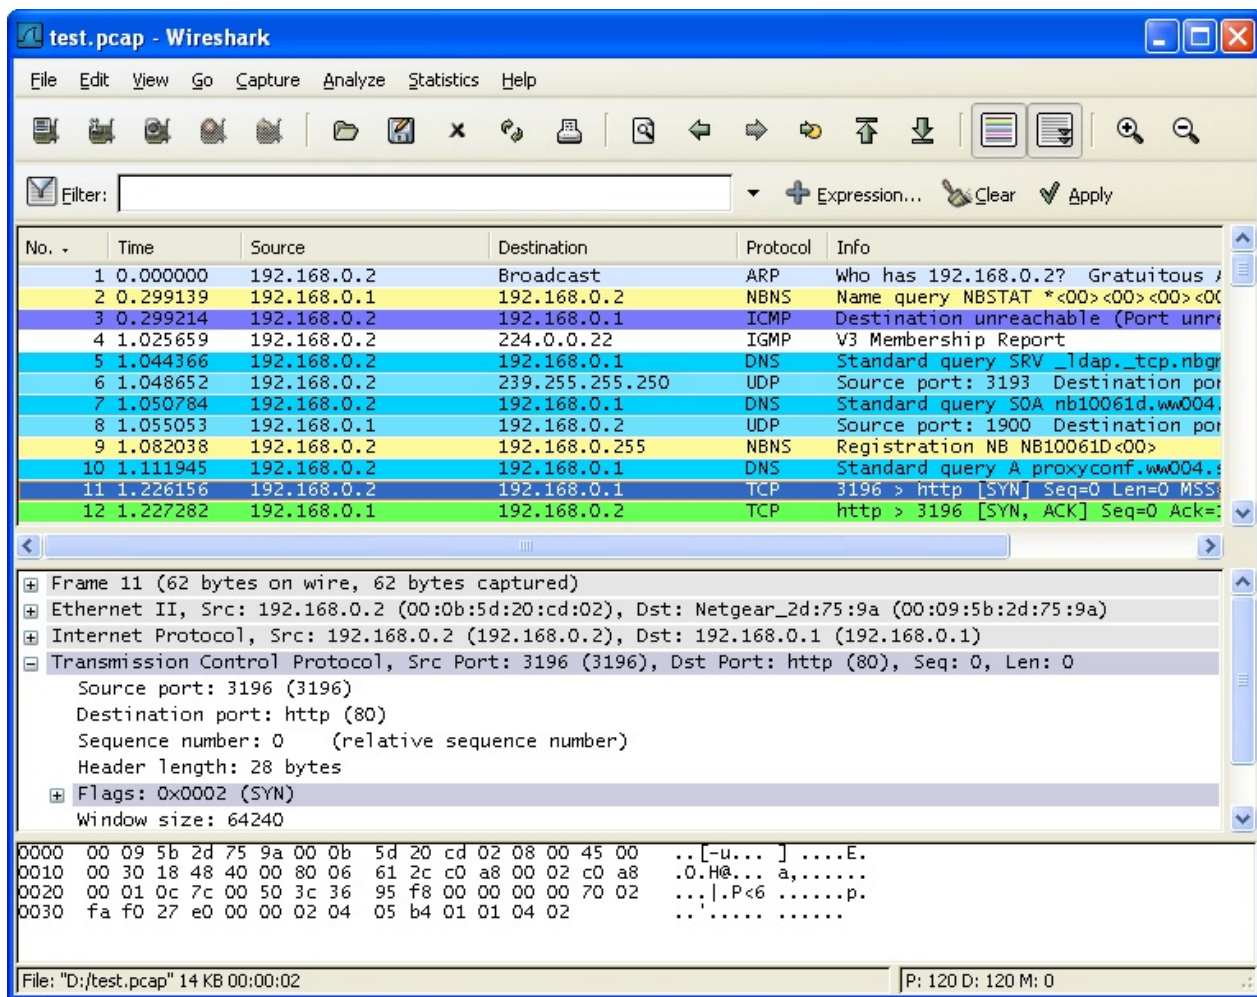 test.pcap - Wireshark
File Edit View Go Capture Analyze Statistics Help
Filter: Expression... Clear Apply
No. Time Source Destination Protocol Info
1 0.000000 192.168.0.2 Broadcast ARP Who has 192.168.0.2? Gratuitous
2 0.299139 192.168.0.1 192.168.0.2 NBNS Name query NBSTAT *<00><00><00><00
3 0.299214 192.168.0.2 192.168.0.1 ICMP Destination unreachable (Port unre
4 1.025659 192.168.0.2 224.0.0.22 IGMP V3 Membership Report
5 1.044366 192.168.0.2 192.168.0.1 DNS Standard query SRV _ldap._tcp.nbgm
6 1.048652 192.168.0.2 239.255.255.250 UDP Source port: 3193 Destination por
7 1.050784 192.168.0.2 192.168.0.1 DNS Standard query SOA nb10061d.ww004.
8 1.055053 192.168.0.1 192.168.0.2 UDP Source port: 1900 Destination por
9 1.082038 192.168.0.2 192.168.0.255 NBNS Registration NB NB10061D<00>
10 1.111945 192.168.0.2 192.168.0.1 DNS Standard query A proxyconf.ww004.s
11 1.226156 192.168.0.2 192.168.0.1 TCP 3196 > http [SYN] Seq=0 Len=0 MSS
12 1.227282 192.168.0.1 192.168.0.2 TCP http > 3196 [SYN, ACK] Seq=0 Ack=1
Frame 11 (62 bytes on wire, 62 bytes captured)
Ethernet II, Src: 192.168.0.2 (00:0b:5d:20:cd:02), Dst: Netgear_2d:75:9a (00:09:5b:2d:75:9a)
Internet Protocol, Src: 192.168.0.2 (192.168.0.2), Dst: 192.168.0.1 (192.168.0.1)
Transmission Control Protocol, Src Port: 3196 (3196), Dst Port: http (80), Seq: 0, Len: 0
Source port: 3196 (3196)
Destination port: http (80)
Sequence number: 0 (relative sequence number)
Header length: 28 bytes
Flags: 0x0002 (SYN)
Window size: 64240
0000 00 09 5b 2d 75 9a 00 0b 5d 20 cd 02 08 00 45 00 ..[-u... ] ....E.
0010 00 30 18 48 40 00 80 06 61 2c c0 a8 00 02 c0 a8 .0.H@... a,......
0020 00 01 0c 7c 00 50 3c 36 95 f8 00 00 00 00 70 02 ...|.P<6 ......p.
0030 fa f0 27 e0 00 00 02 04 05 b4 01 01 04 02 ..'..... ......
File: "D:/test.pcap" 14 KB 00:00:02 P: 120 D: 120 M: 0